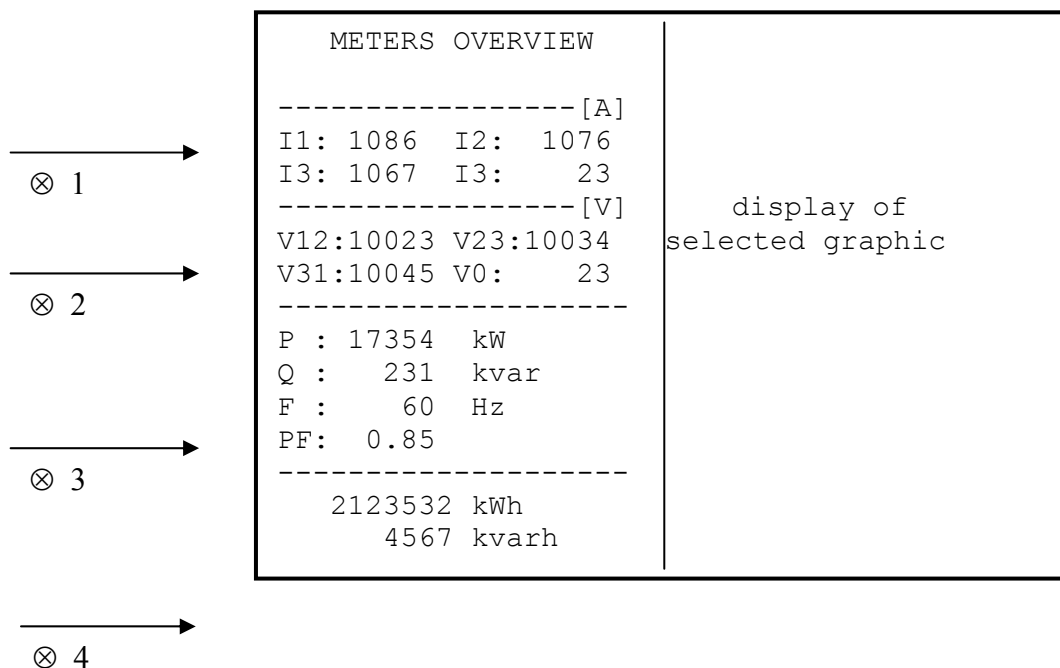 METERS OVERVIEW
-----------------[A]
I1: 1086 I2: 1076
I3: 1067 I3: 23
-----------------[V]
V12:10023 V23:10034
V31:10045 V0: 23
--------------------
P : 17354 kW
Q : 231 kvar
F : 60 Hz
PF: 0.85
--------------------
2123532 kWh
4567 kvarh
display of
selected graphic
⊗ 1
⊗ 2
⊗ 3
⊗ 4